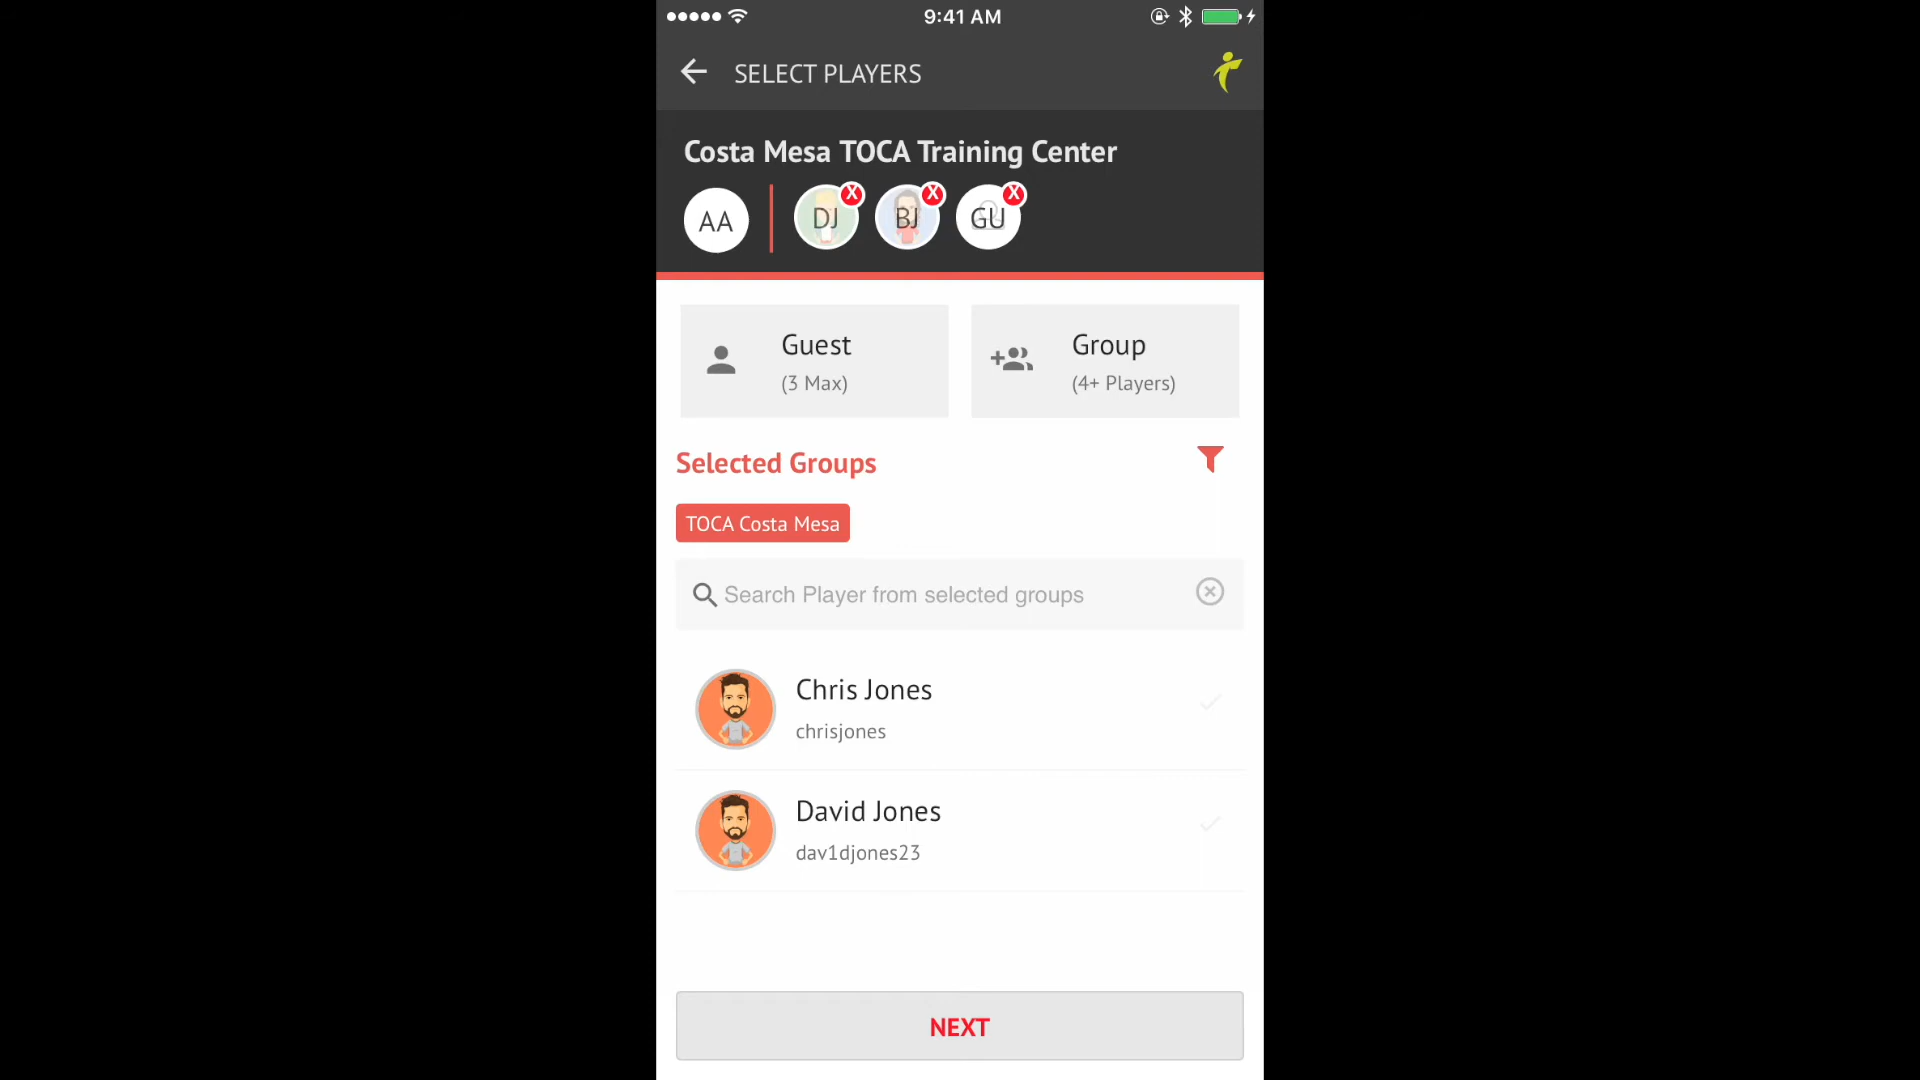 9:41 AM
SELECT PLAYERS
Costa Mesa TOCA Training Center
AA
DJ X
BJ X
GU X
Guest
(3 Max)
Group
(4+ Players)
Selected Groups
TOCA Costa Mesa
Search Player from selected groups
Chris Jones
chrisjones
David Jones
dav1djones23
NEXT